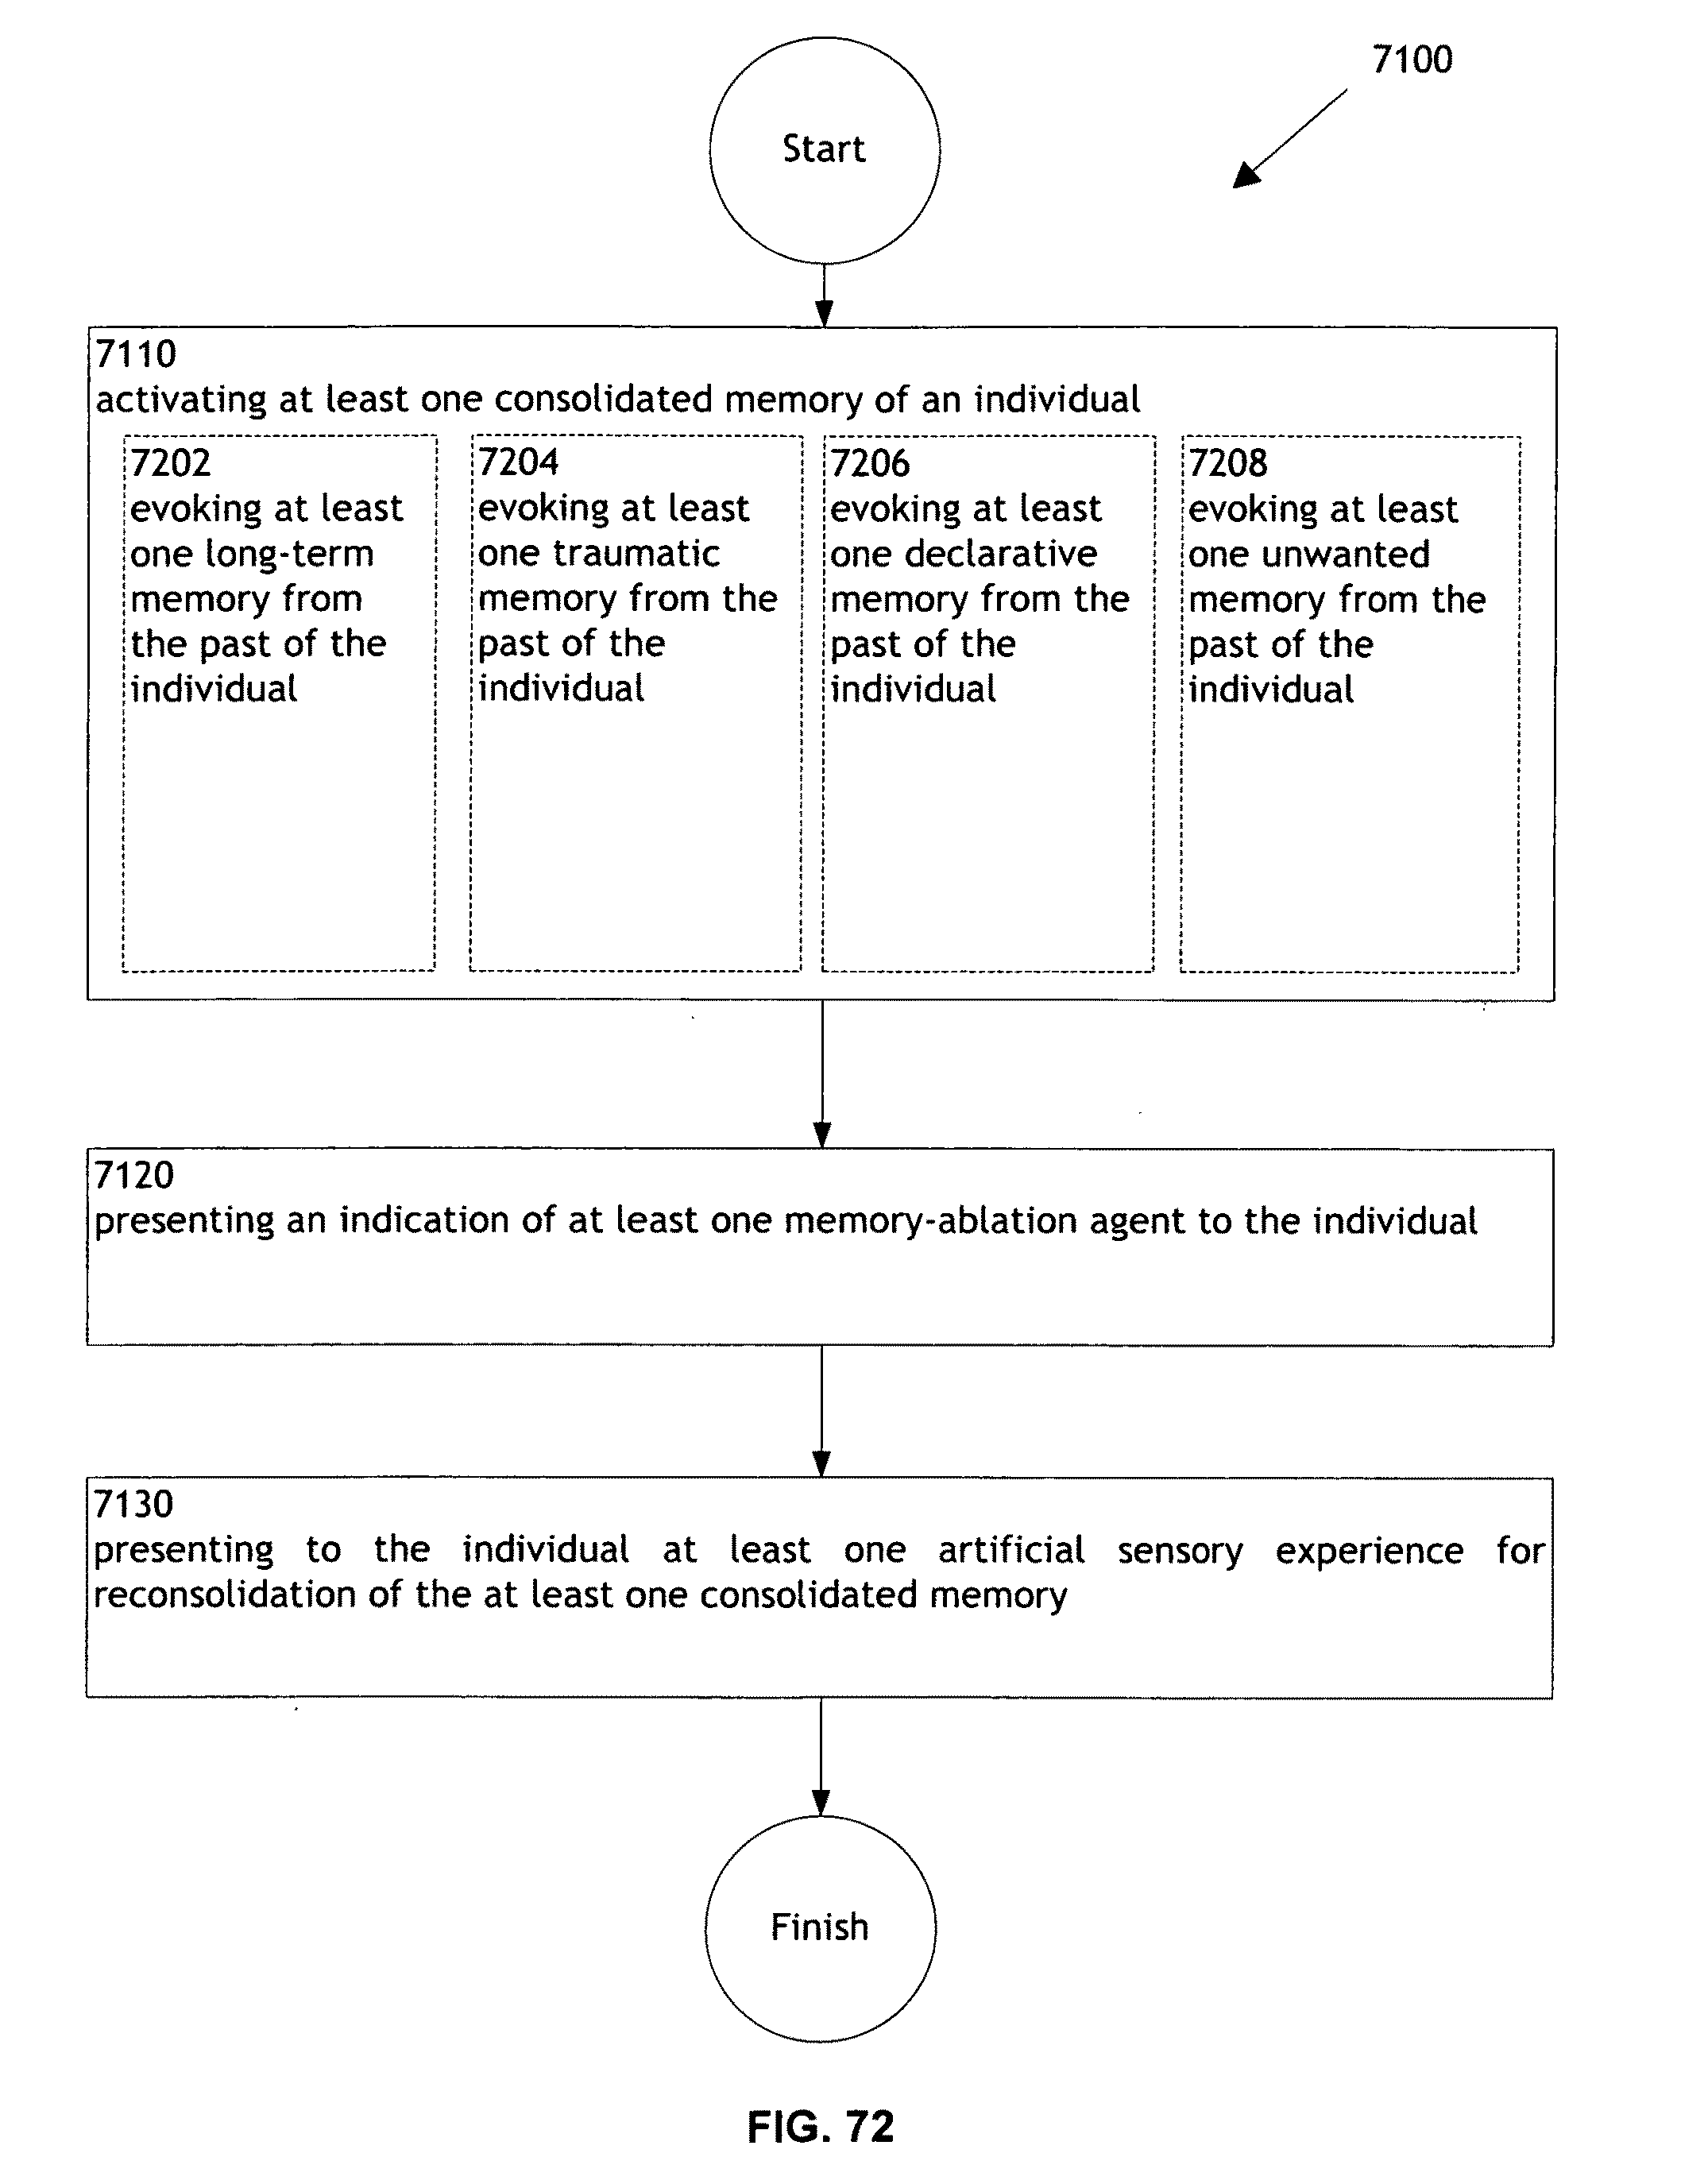 7100
Start
7110
activating at least one consolidated memory of an individual
7202
evoking at least
one long-term
memory from
the past of the
individual
7204
evoking at least
one traumatic
memory from the
past of the
individual
7206
evoking at least
one declarative
memory from the
past of the
individual
7208
evoking at least
one unwanted
memory from the
past of the
individual
7120
presenting an indication of at least one memory-ablation agent to the individual
7130
presenting to the individual at least one artificial sensory experience for
reconsolidation of the at least one consolidated memory
Finish
FIG. 72